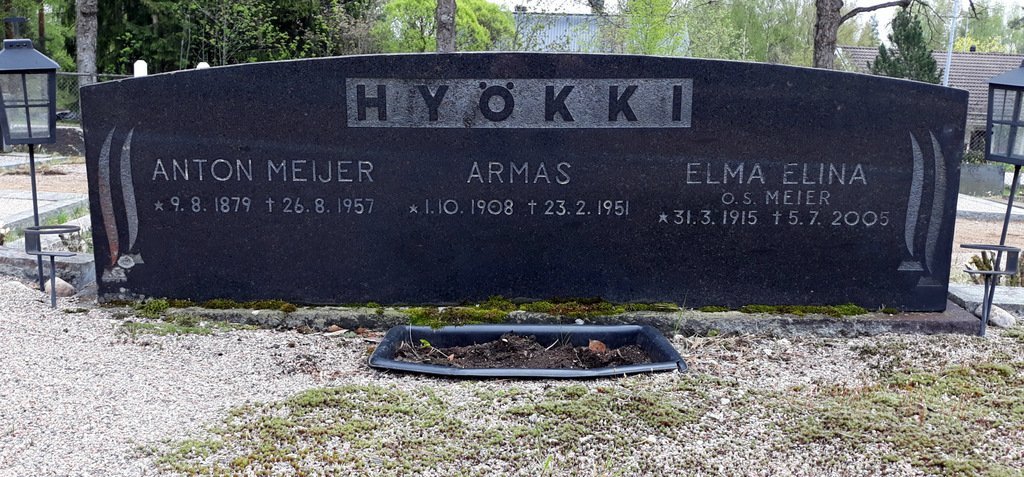 HYÖKKI
ANTON MEIJER
* 9.8.1879 † 26.8.1957
ARMAS
* 1.10.1908 † 23.2.1951
ELMA ELINA
O.S. MEIER
* 31.3.1915 † 5.7.2005